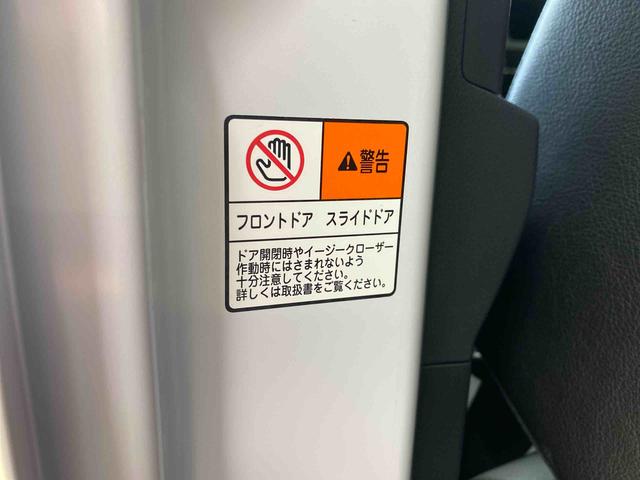 警告
フロントドア スライドドア
ドア開閉時やイージークローザー
作動時にはさまれないよう
十分注意してください。
詳しくは取扱書をご覧ください。